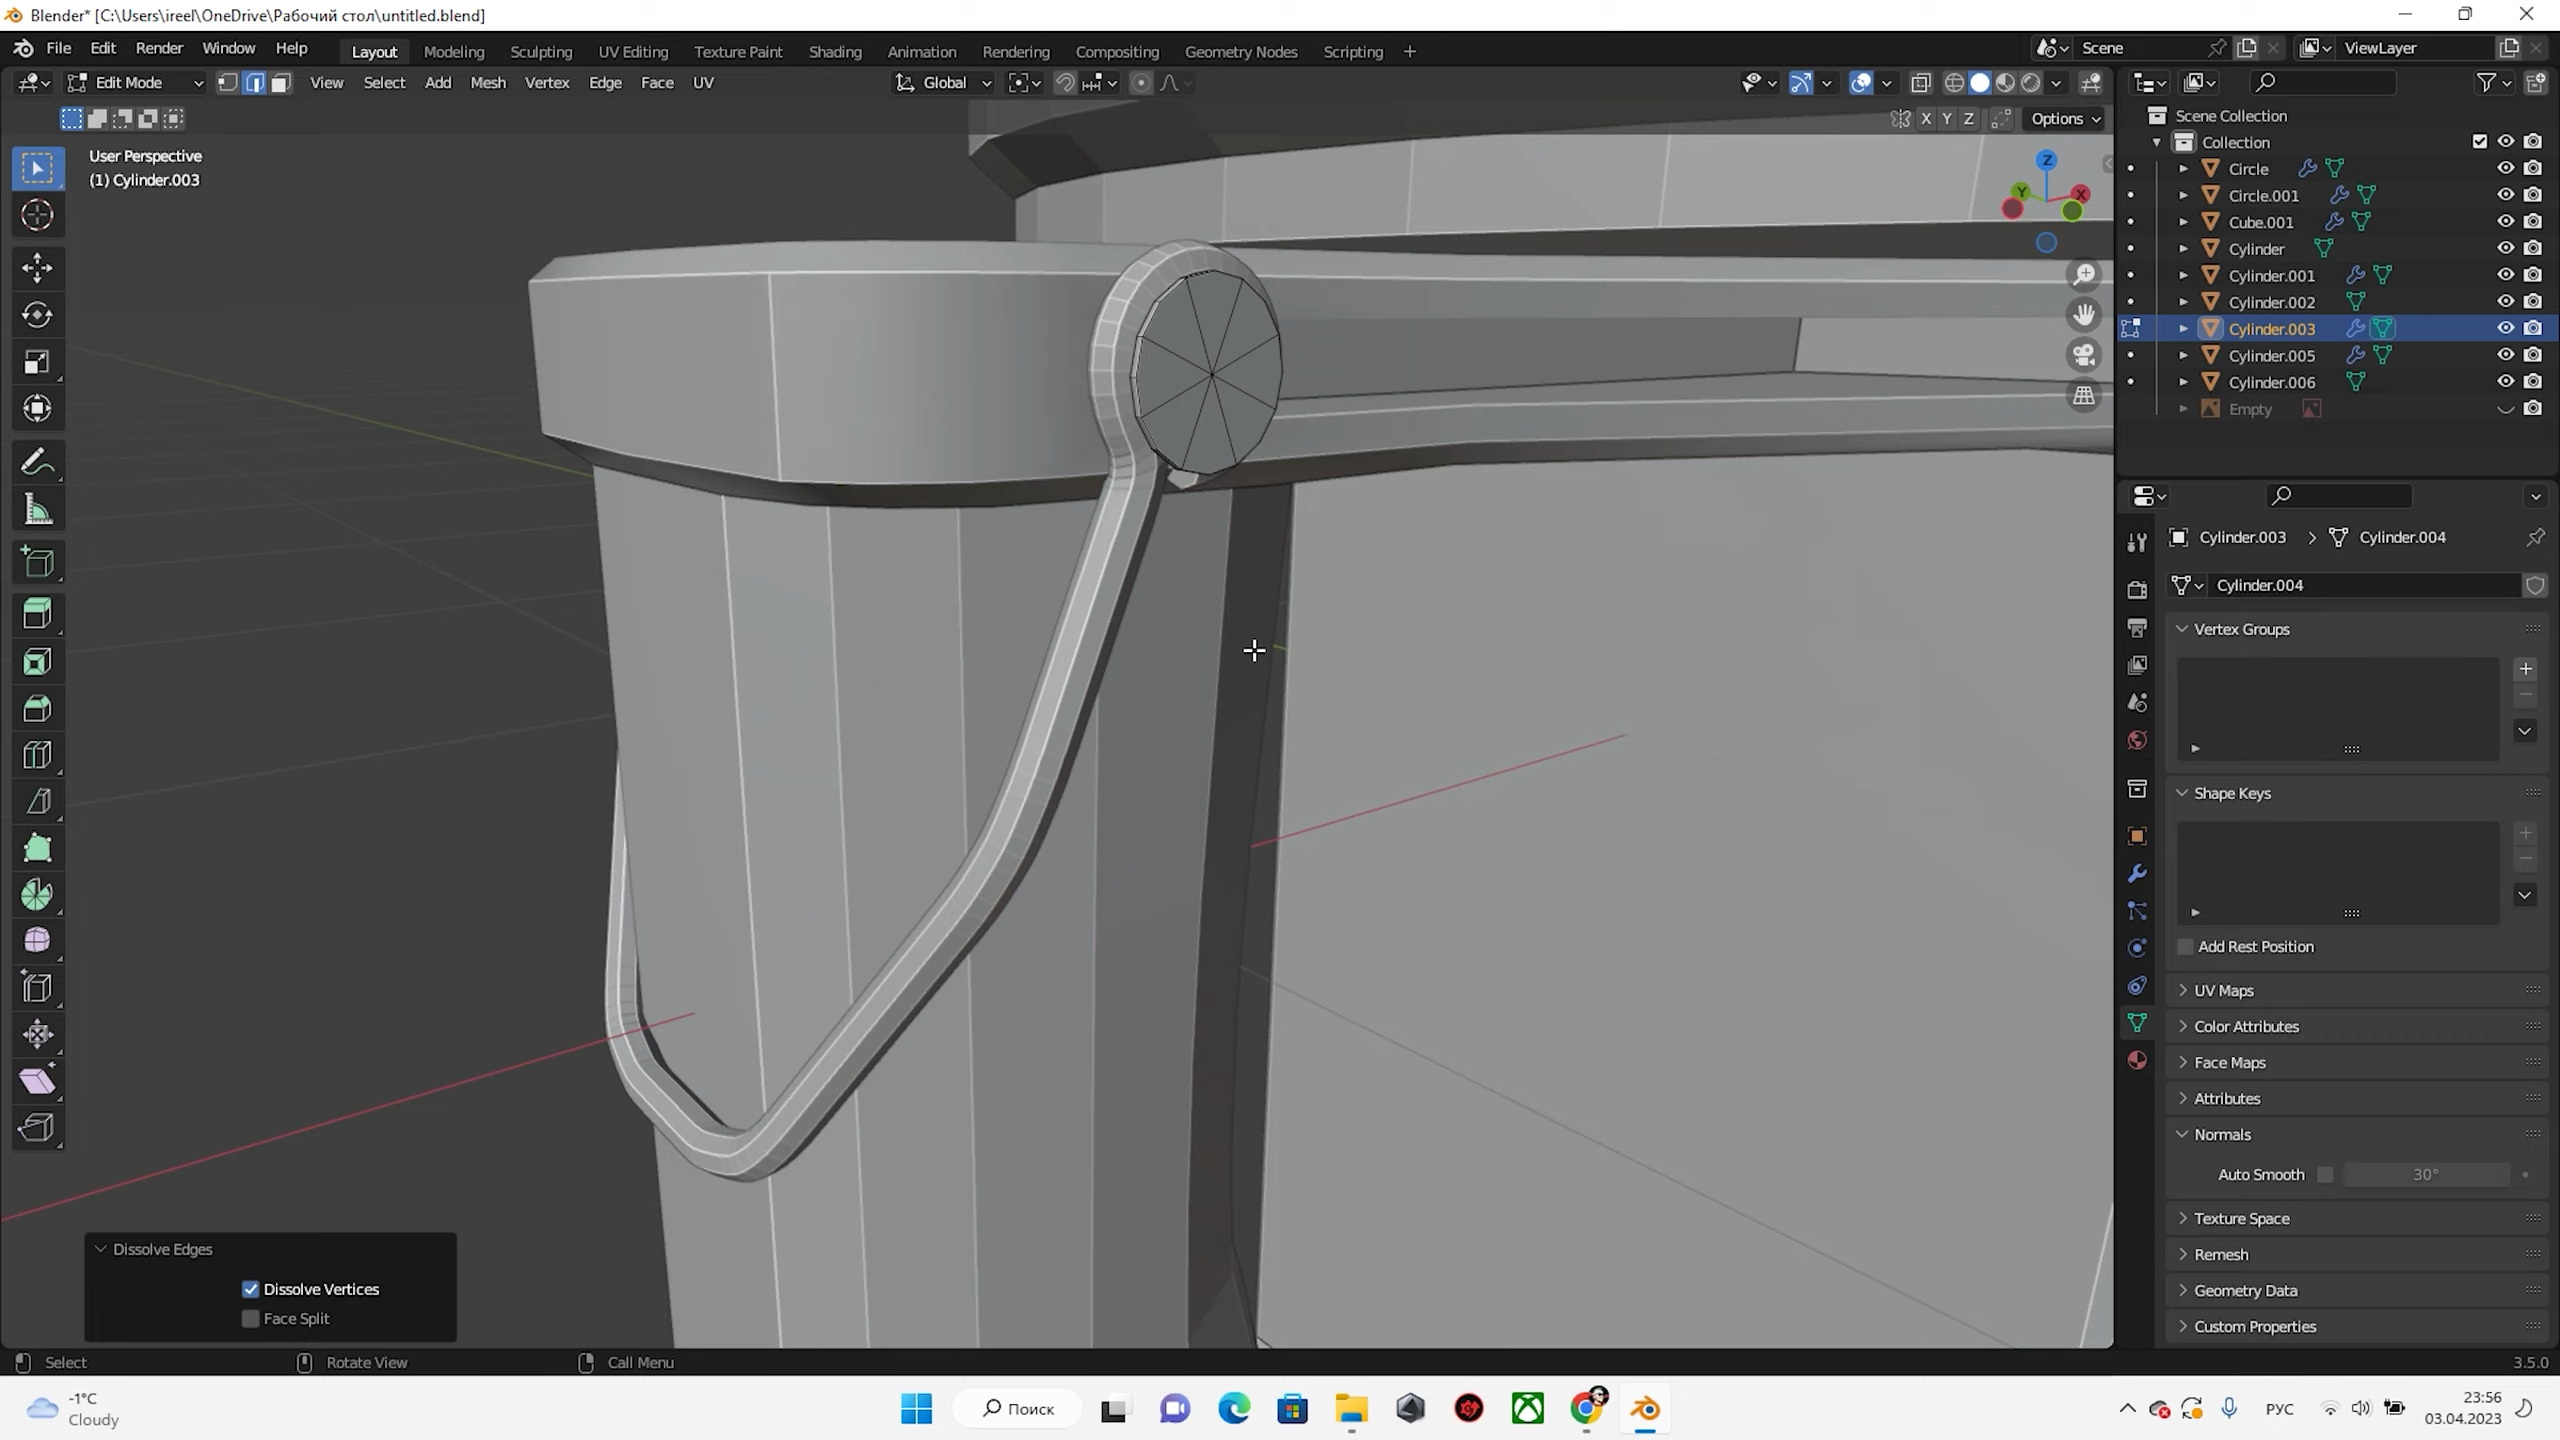 Blender* [C:\Users\ireel\OneDrive\Рабочий стол\untitled.blend]
File Edit Render Window Help Layout Modeling Sculpting UV Editing Texture Paint Shading Animation Rendering Compositing Geometry Nodes Scripting + Scene ViewLayer
Edit Mode View Select Add Mesh Vertex Edge Face UV Global
X Y Z Options
User Perspective
(1) Cylinder.003
Z
Y
X
Scene Collection
Collection
Circle
Circle.001
Cube.001
Cylinder
Cylinder.001
Cylinder.002
Cylinder.003
Cylinder.005
Cylinder.006
Empty
Cylinder.003 > Cylinder.004
Cylinder.004
Vertex Groups
Shape Keys
Add Rest Position
UV Maps
Color Attributes
Face Maps
Attributes
Normals
Auto Smooth 30°
Texture Space
Remesh
Geometry Data
Custom Properties
Dissolve Edges
Dissolve Vertices
Face Split
Select Rotate View Call Menu 3.5.0
-1°C
Cloudy
Поиск
РУС
23:56
03.04.2023